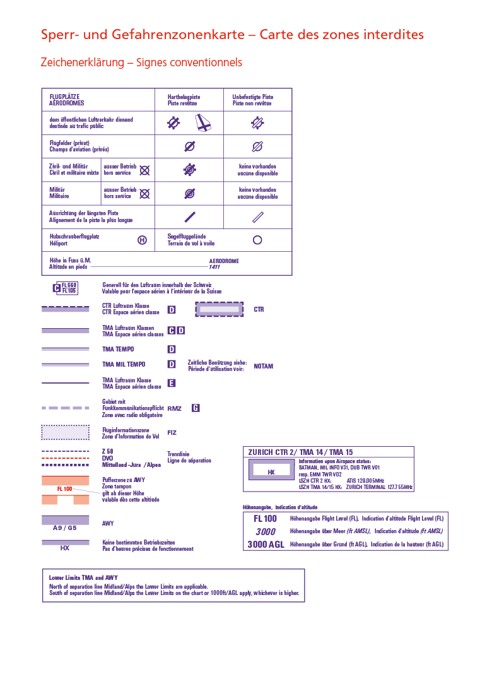 Sperr- und Gefahrenzonenkarte – Carte des zones interdites
Zeichenerklärung – Signes conventionnels
FLUGPLÄTZE
AÉRODROMES
Hartbelagpiste
Piste revêtue
Unbefestigte Piste
Piste non revêtue
dem öffentlichen Luftverkehr dienend
destinés au trafic public
Flugfelder (privat)
Champs d'aviation (privés)
Zivil- und Militär
Civil et militaire mixte
ausser Betrieb
hors service
keine vorhanden
aucune disponible
Militär
Militaire
ausser Betrieb
hors service
keine vorhanden
aucune disponible
Ausrichtung der längsten Piste
Alignement de la piste la plus longue
Hubschrauberflugplatz
Héliport
H
Segelfluggelände
Terrain de vol à voile
Höhe in Fuss ü.M.
Altitude en pieds
AERODROME
1411
C FL 660
FL 195
Generell für den Luftraum innerhalb der Schweiz
Valable pour l'espace aérien à l'intérieur de la Suisse
CTR Luftraum Klasse
CTR Espace aérien classe
D
CTR
TMA Luftraum Klassen
TMA Espace aérien classes
C D
TMA TEMPO
D
TMA MIL TEMPO
D
Zeitliche Benützung siehe:
Période d'utilisation voir:
NOTAM
TMA Luftraum Klasse
TMA Espace aérien classe
E
Gebiet mit
Funkkommunikationspflicht
Zone avec radio obligatoire
RMZ
G
Fluginformationszone
Zone d'Information de Vol
FIZ
Z 50
DVO
Mittelland -Jura / Alpen
Trennlinie
Ligne de séparation
FL 100
Pufferzone zu AWY
Zone tampon
gilt ab dieser Höhe
valable dès cette altitude
A9 / G5
AWY
HX
Keine bestimmten Betriebszeiten
Pas d'heures précises de fonctionnement
ZURICH CTR 2/ TMA 14 / TMA 15
HX
Information upon Airspace status:
BATMAN, MIL INFO V31, DUB TWR V01
resp. EMM TWR V02
LSZH CTR 2 HX: ATIS 129,005MHz
LSZH TMA 14/15 HX: ZURICH TERMINAL 127.755MHz
Höhenangabe, Indication d'altitude
FL 100
Höhenangabe Flight Level (FL), Indication d'altitude Flight Level (FL)
3000
Höhenangabe über Meer (ft AMSL), Indication d'altitude (ft AMSL)
3000 AGL
Höhenangabe über Grund (ft AGL), Indication de la hauteur (ft AGL)
Lower Limits TMA and AWY
North of separation line Midland/Alps the Lower Limits are applicable.
South of separation line Midland/Alps the Lower Limits on the chart or 1000ft/AGL apply, whichever is higher.